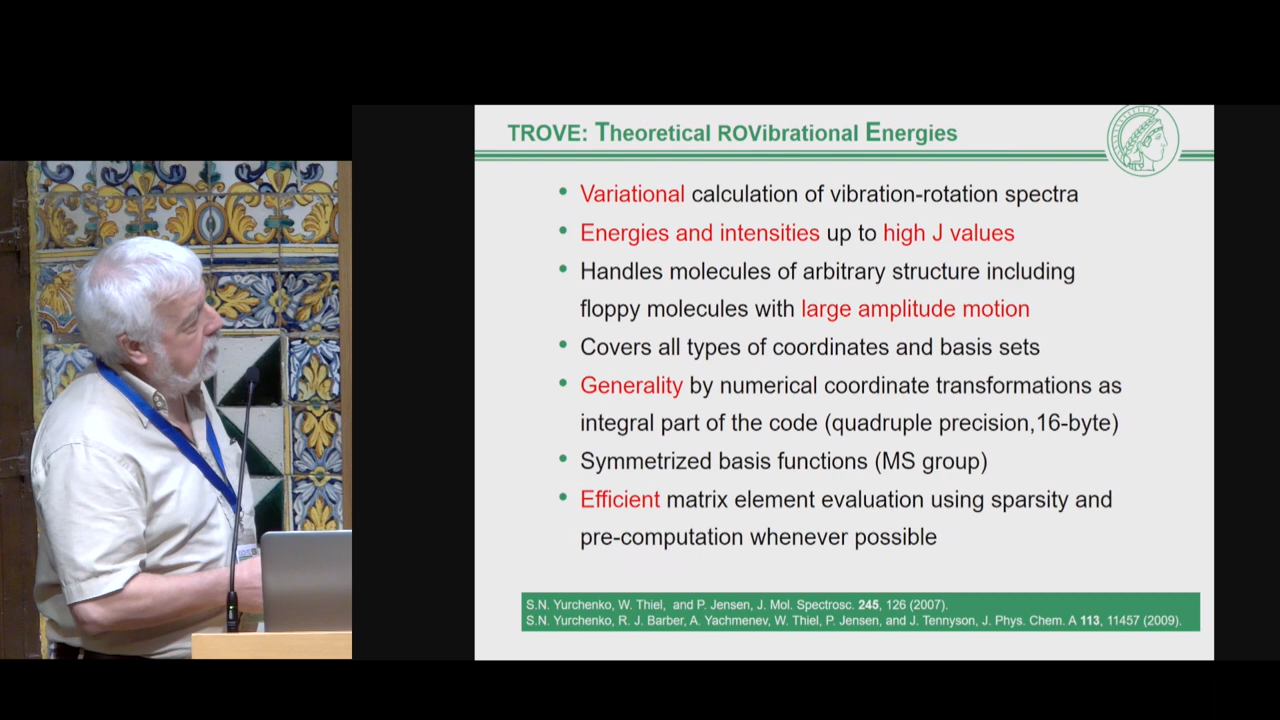 TROVE: Theoretical ROVibrational Energies
• Variational calculation of vibration-rotation spectra
• Energies and intensities up to high J values
• Handles molecules of arbitrary structure including
floppy molecules with large amplitude motion
• Covers all types of coordinates and basis sets
• Generality by numerical coordinate transformations as
integral part of the code (quadruple precision,16-byte)
• Symmetrized basis functions (MS group)
• Efficient matrix element evaluation using sparsity and
pre-computation whenever possible
S.N. Yurchenko, W. Thiel, and P. Jensen, J. Mol. Spectrosc. 245, 126 (2007).
S.N. Yurchenko, R. J. Barber, A. Yachmenev, W. Thiel, P. Jensen, and J. Tennyson, J. Phys. Chem. A 113, 11457 (2009).